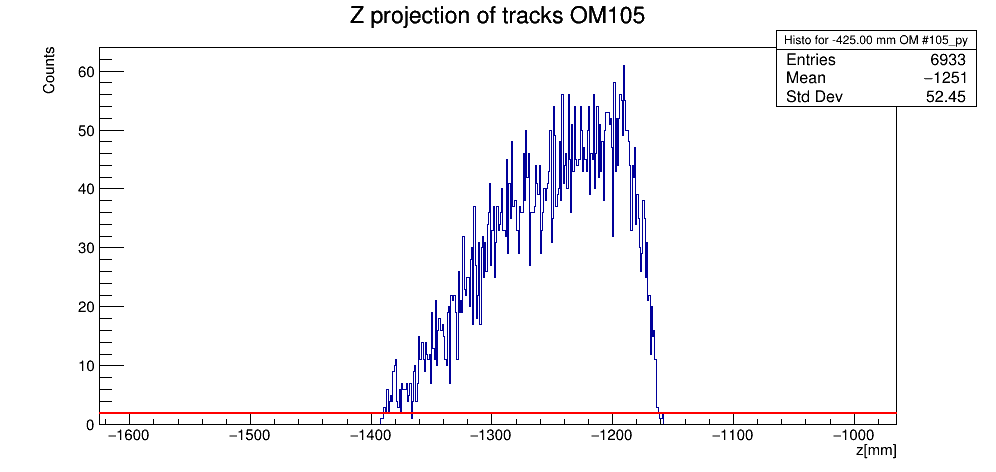 Z projection of tracks OM105
Histo for -425.00 mm OM #105_py
Entries 6933
Mean −1251
Std Dev 52.45
Counts
60
50
40
30
20
10
0
−1600 −1500 −1400 −1300 −1200 −1100 −1000
z[mm]